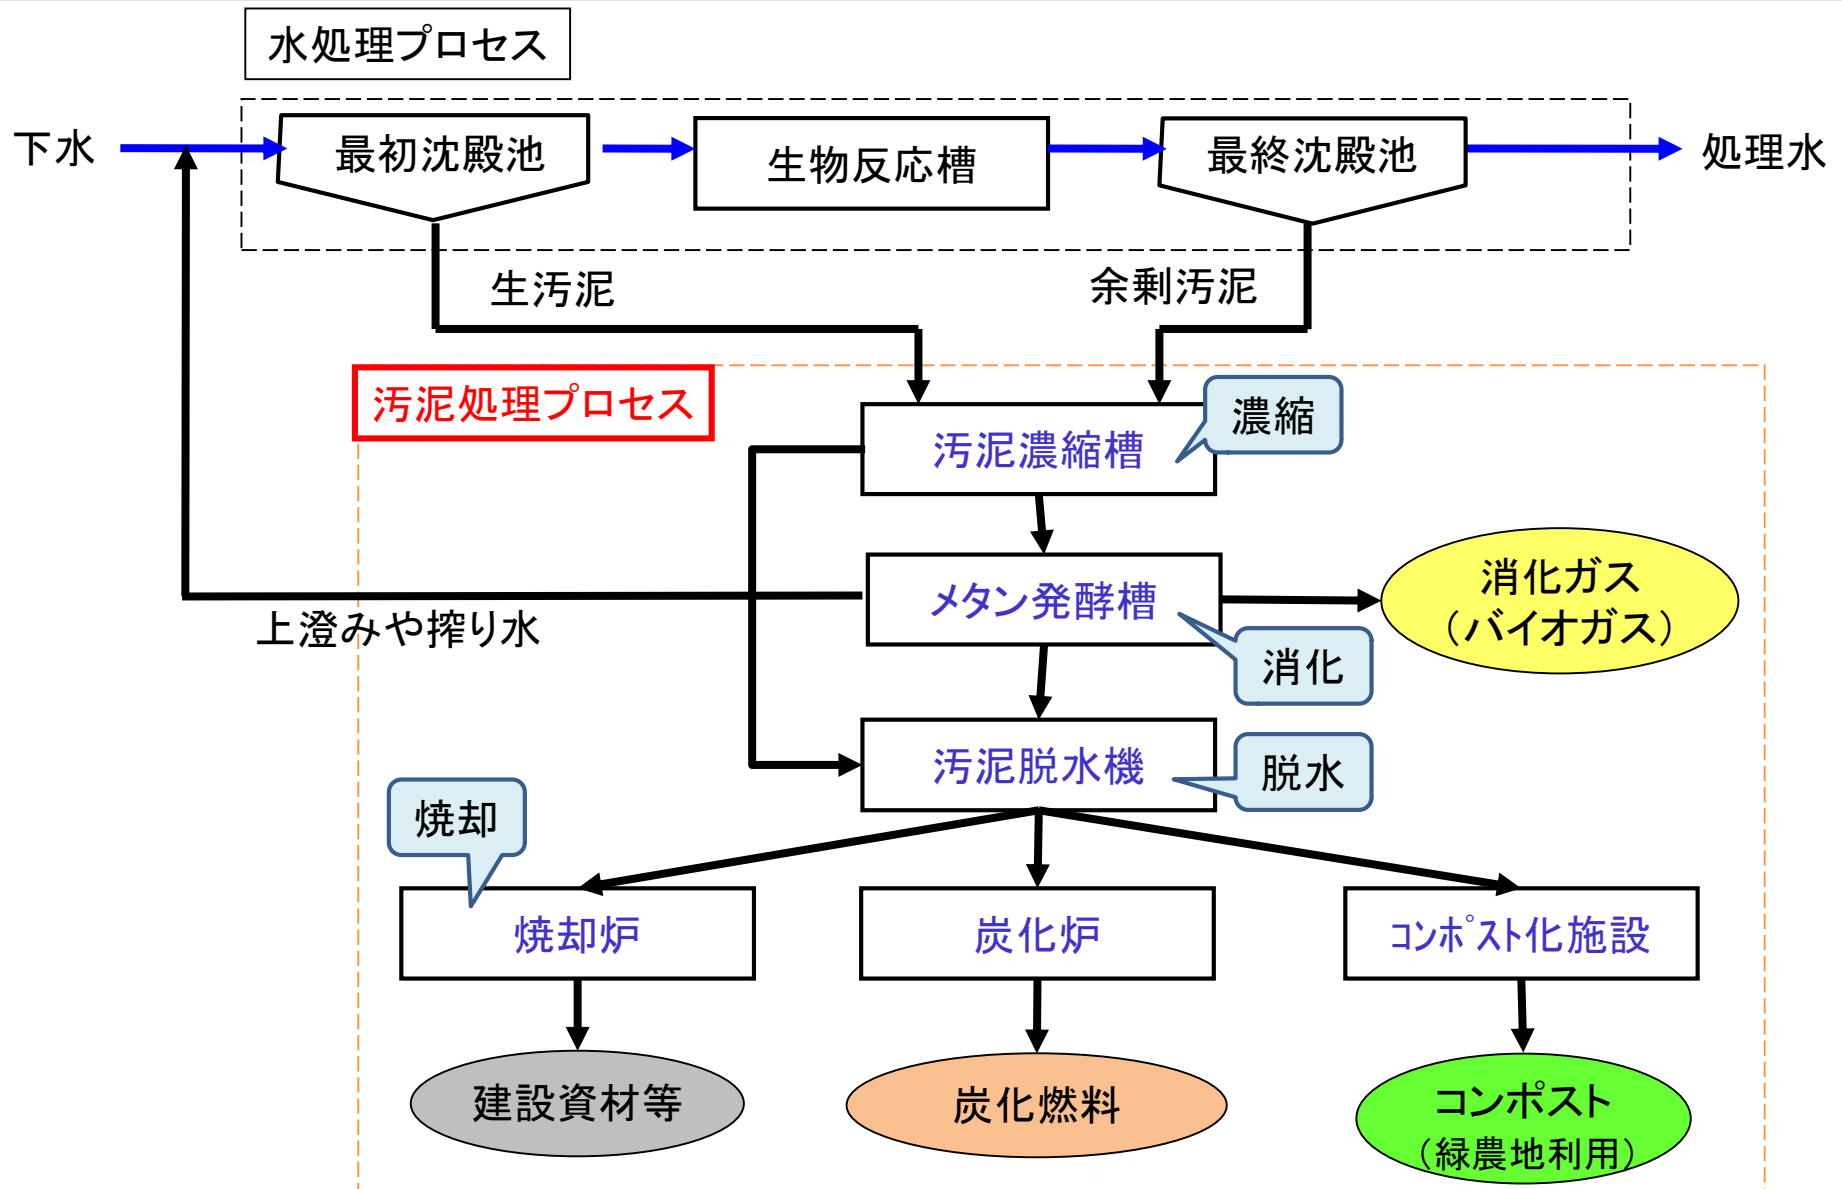 水処理プロセス
下水
最初沈殿池
生物反応槽
最終沈殿池
処理水
生汚泥
余剰汚泥
汚泥処理プロセス
濃縮
汚泥濃縮槽
メタン発酵槽
消化ガス
（バイオガス）
上澄みや搾り水
消化
汚泥脱水機
脱水
焼却
焼却炉
炭化炉
ｺﾝﾎﾟｽﾄ化施設
建設資材等
炭化燃料
コンポスト
（緑農地利用）